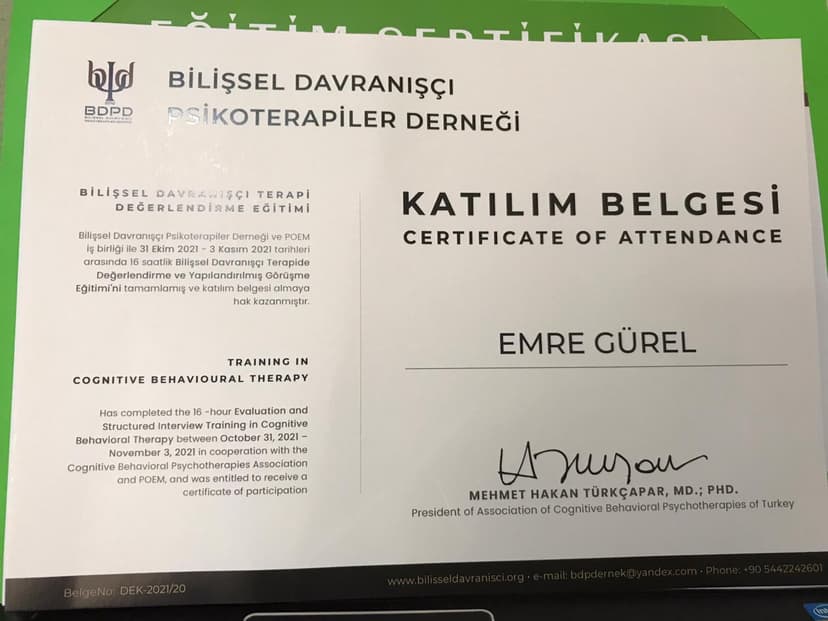 EĞİTİM SERTİFİKASI
BİLİŞSEL DAVRANIŞÇI
PSİKOTERAPİLER DERNEĞİ
BDPD
BİLİŞSEL DAVRANIŞÇI TERAPİ
DEĞERLENDİRME EĞİTİMİ
Bilişsel Davranışçı Psikoterapiler Derneği ve POEM
iş birliği ile 31 Ekim 2021 - 3 Kasım 2021 tarihleri
arasında 16 saatlik Bilişsel Davranışçı Terapide
Değerlendirme ve Yapılandırılmış Görüşme
Eğitimi'ni tamamlamış ve katılım belgesi almaya
hak kazanmıştır.
TRAINING IN
COGNITIVE BEHAVIOURAL THERAPY
Has completed the 16 -hour Evaluation and
Structured Interview Training in Cognitive
Behavioral Therapy between October 31, 2021 –
November 3, 2021 in cooperation with the
Cognitive Behavioral Psychotherapies Association
and POEM, and was entitled to receive a
certificate of participation
KATILIM BELGESİ
CERTIFICATE OF ATTENDANCE
EMRE GÜREL
MEHMET HAKAN TÜRKÇAPAR, MD.; PHD.
President of Association of Cognitive Behavioral Psychotherapies of Turkey
BelgeNo: DEK-2021/20
www.bilisseldavranisci.org • e-mail: bdpdernek@yandex.com • Phone: +90 5442242601